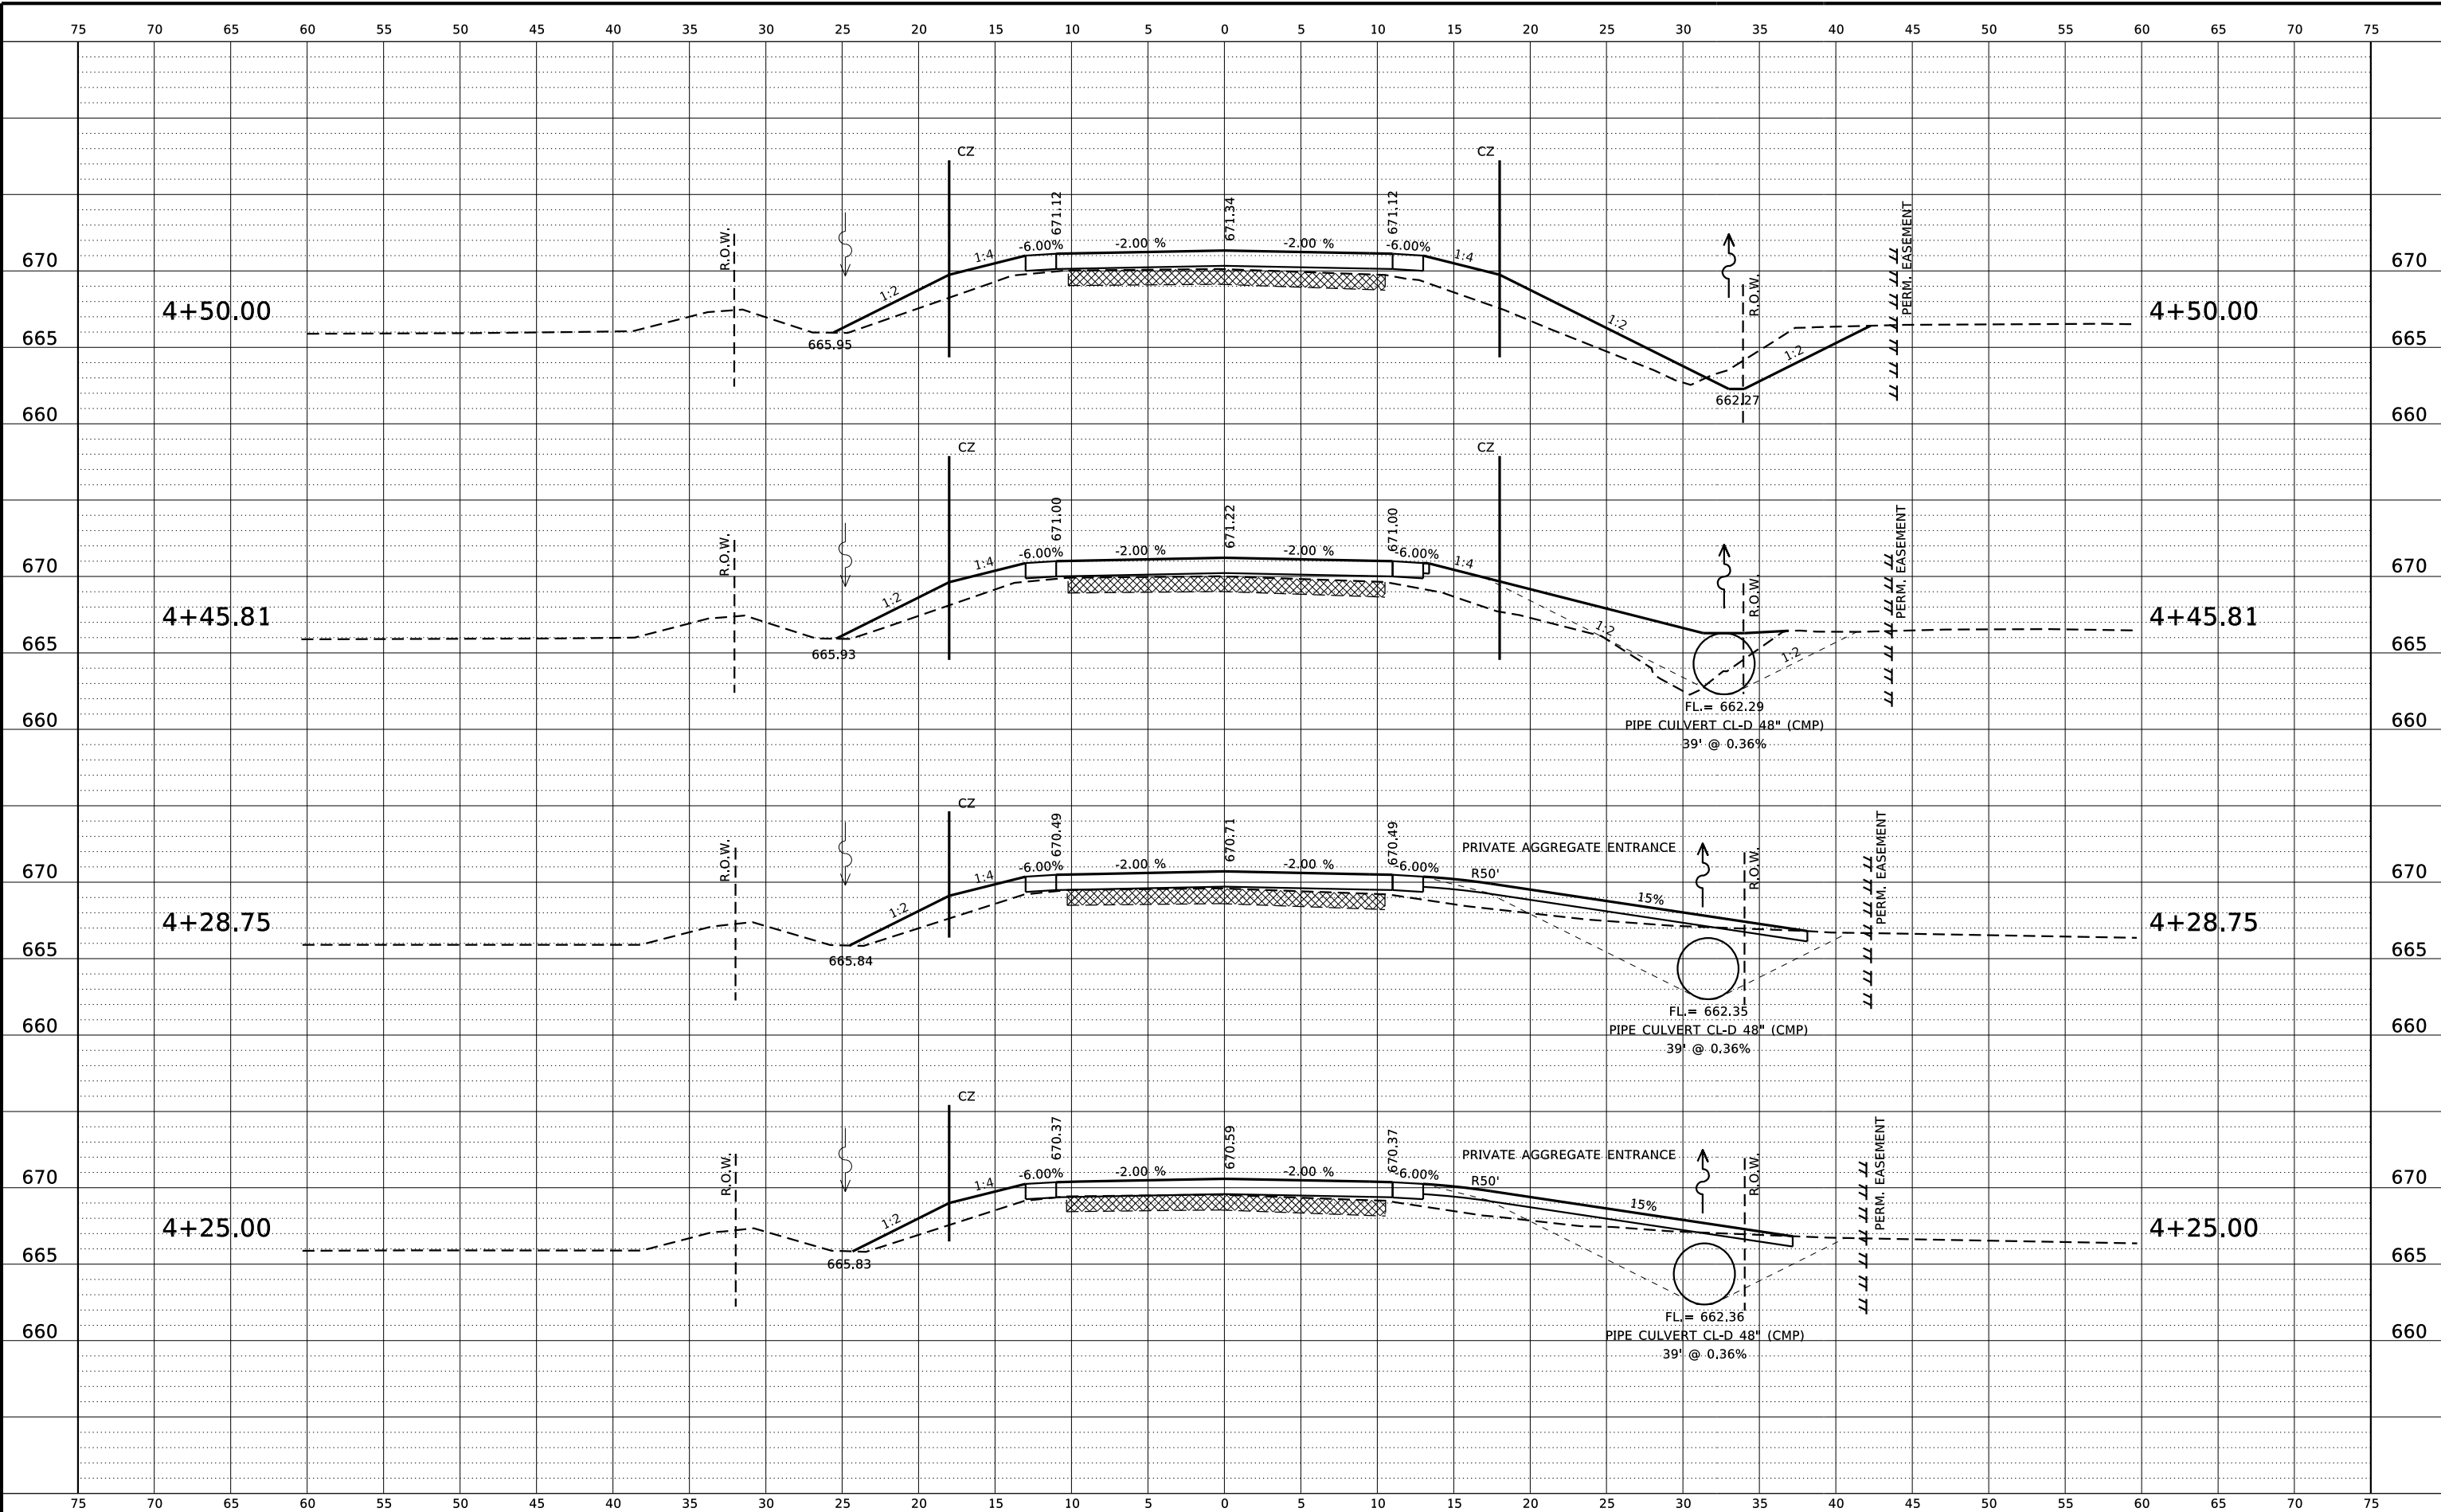 75 70 65 60 55 50 45 40 35 30 25 20 15 10 5 0 5 10 15 20 25 30 35 40 45 50 55 60 65 70 75
CZ CZ
R.O.W. 1:2 1:4 -6.00% 671.12 -2.00 % 671.34 -2.00 % 671.12 -6.00% 1:4 1:2 R.O.W. 1:2 PERM. EASEMENT
670 670
4+50.00 4+50.00
665 665.95 665
660 662.27 660
CZ CZ
R.O.W. 1:2 1:4 -6.00% 671.00 -2.00 % 671.22 -2.00 % 671.00 -6.00% 1:4 1:2 R.O.W. 1:2 PERM. EASEMENT
670 670
4+45.81 4+45.81
665 665.93 665
FL.= 662.29
660 PIPE CULVERT CL-D 48" (CMP) 660
39' @ 0.36%
CZ
PRIVATE AGGREGATE ENTRANCE
R.O.W. 1:2 1:4 -6.00% 670.49 -2.00 % 670.71 -2.00 % 670.49 -6.00% R50' 15% R.O.W. PERM. EASEMENT
670 670
4+28.75 4+28.75
665 665.84 665
FL.= 662.35
660 PIPE CULVERT CL-D 48" (CMP) 660
39' @ 0.36%
CZ
PRIVATE AGGREGATE ENTRANCE
R.O.W. 1:2 1:4 -6.00% 670.37 -2.00 % 670.59 -2.00 % 670.37 -6.00% R50' 15% R.O.W. PERM. EASEMENT
670 670
4+25.00 4+25.00
665 665.83 665
FL.= 662.36
660 PIPE CULVERT CL-D 48" (CMP) 660
39' @ 0.36%
75 70 65 60 55 50 45 40 35 30 25 20 15 10 5 0 5 10 15 20 25 30 35 40 45 50 55 60 65 70 75